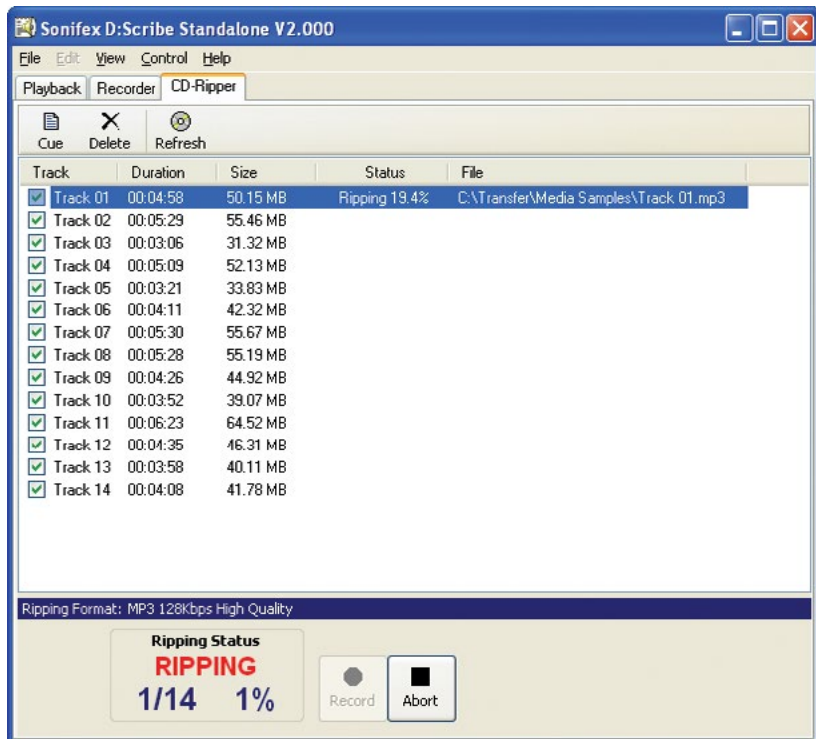 Sonifex D:Scribe Standalone V2.000
File Edit View Control Help
Playback Recorder CD-Ripper
Cue Delete Refresh
Track Duration Size Status File
Track 01 00:04:58 50.15 MB Ripping 19.4% C:\Transfer\Media Samples\Track 01.mp3
Track 02 00:05:29 55.46 MB
Track 03 00:03:06 31.32 MB
Track 04 00:05:09 52.13 MB
Track 05 00:03:21 33.83 MB
Track 06 00:04:11 42.32 MB
Track 07 00:05:30 55.67 MB
Track 08 00:05:28 55.19 MB
Track 09 00:04:26 44.92 MB
Track 10 00:03:52 39.07 MB
Track 11 00:06:23 64.52 MB
Track 12 00:04:35 46.31 MB
Track 13 00:03:58 40.11 MB
Track 14 00:04:08 41.78 MB
Ripping Format: MP3 128Kbps High Quality
Ripping Status
RIPPING
1/14 1%
Record Abort